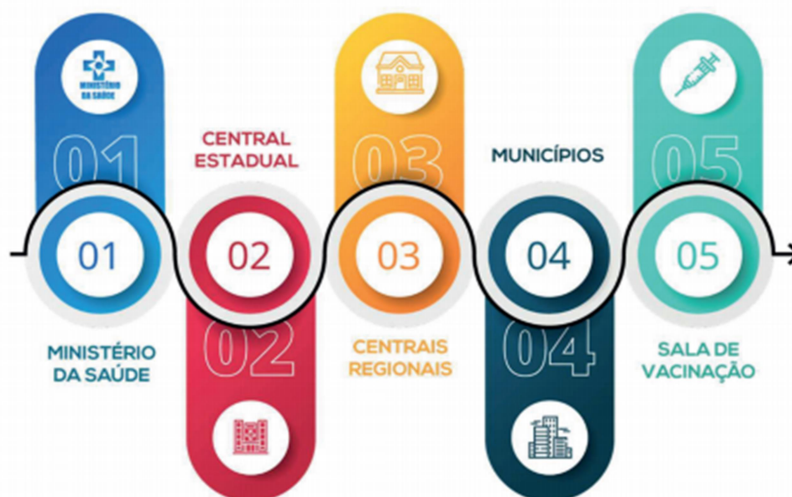 MINISTÉRIO
DA SAÚDE
01
01
MINISTÉRIO
DA SAÚDE
CENTRAL
ESTADUAL
02
02
03
03
CENTRAIS
REGIONAIS
MUNICÍPIOS
04
04
05
05
SALA DE
VACINAÇÃO